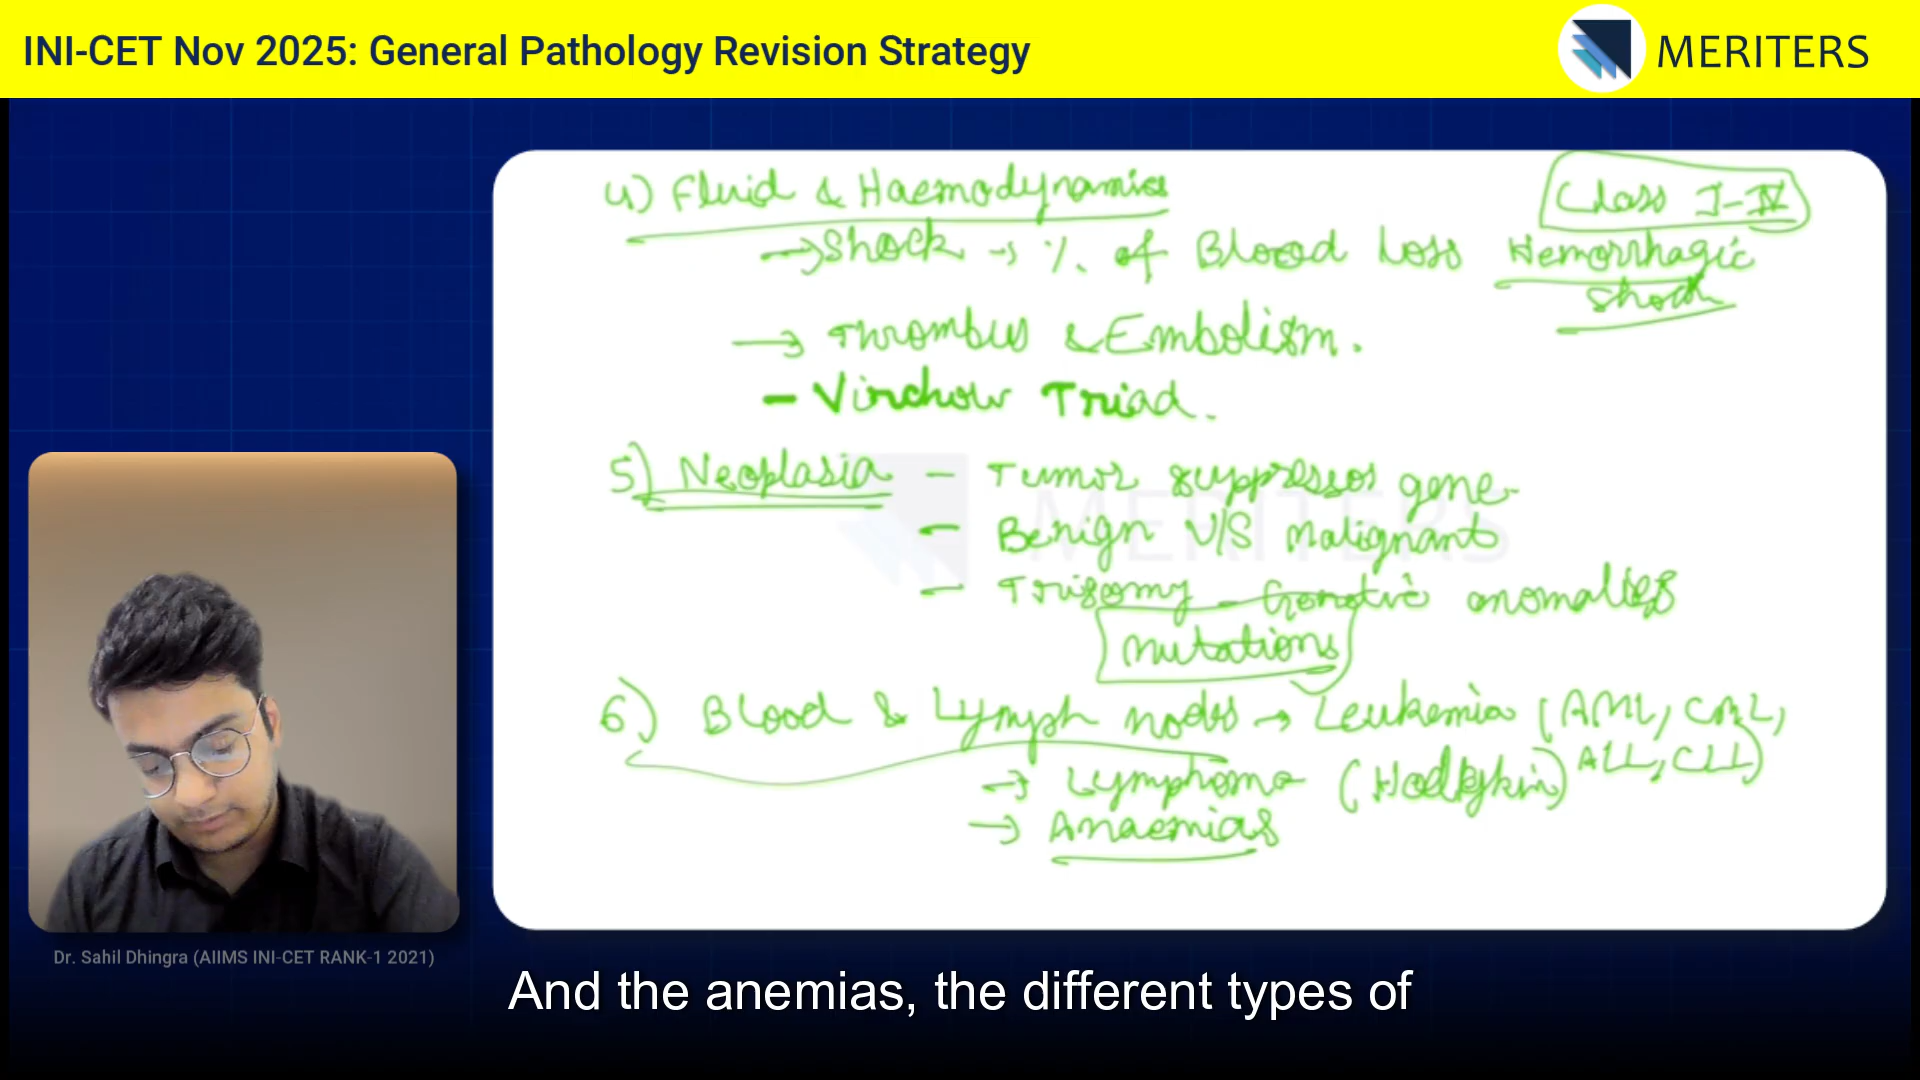 INI-CET Nov 2025: General Pathology Revision Strategy
MERITERS
4) Fluid & Haemodynamics
Class I-IV
→ Shock → % of Blood Loss Hemorrhagic
Shock
→ Thrombus & Embolism.
- Virchow Triad.
5) Neoplasia - Tumor suppressor gene
- Benign V/S Malignant
- Trisomy - Genetic anomalies
mutations
6) Blood & Lymph nodes → Leukemia (AML, CML,
ALL, CLL)
→ Lymphoma (Hodgkin)
→ Anaemias
MERITERS
Dr. Sahil Dhingra (AIIMS INI-CET RANK-1 2021)
And the anemias, the different types of